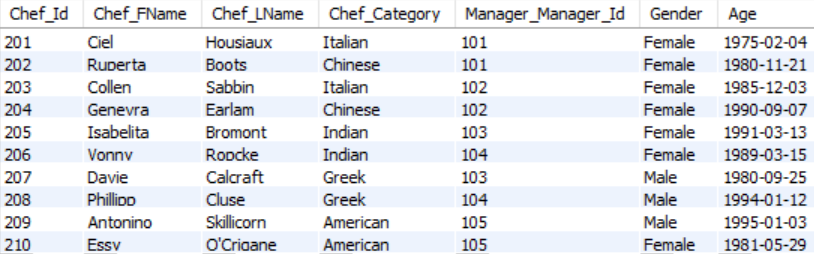 Chef_Id Chef_FName Chef_LName Chef_Category Manager_Manager_Id Gender Age
201 Ciel Housiaux Italian 101 Female 1975-02-04
202 Ruperta Boots Chinese 101 Female 1980-11-21
203 Collen Sabbin Italian 102 Female 1985-12-03
204 Genevra Earlam Chinese 102 Female 1990-09-07
205 Isabelita Bromont Indian 103 Female 1991-03-13
206 Vonny Ropcke Indian 104 Female 1989-03-15
207 Davie Calcraft Greek 103 Male 1980-09-25
208 Phillipp Cluse Greek 104 Male 1994-01-12
209 Antonino Skillicorn American 105 Male 1995-01-03
210 Essy O'Crigane American 105 Female 1981-05-29